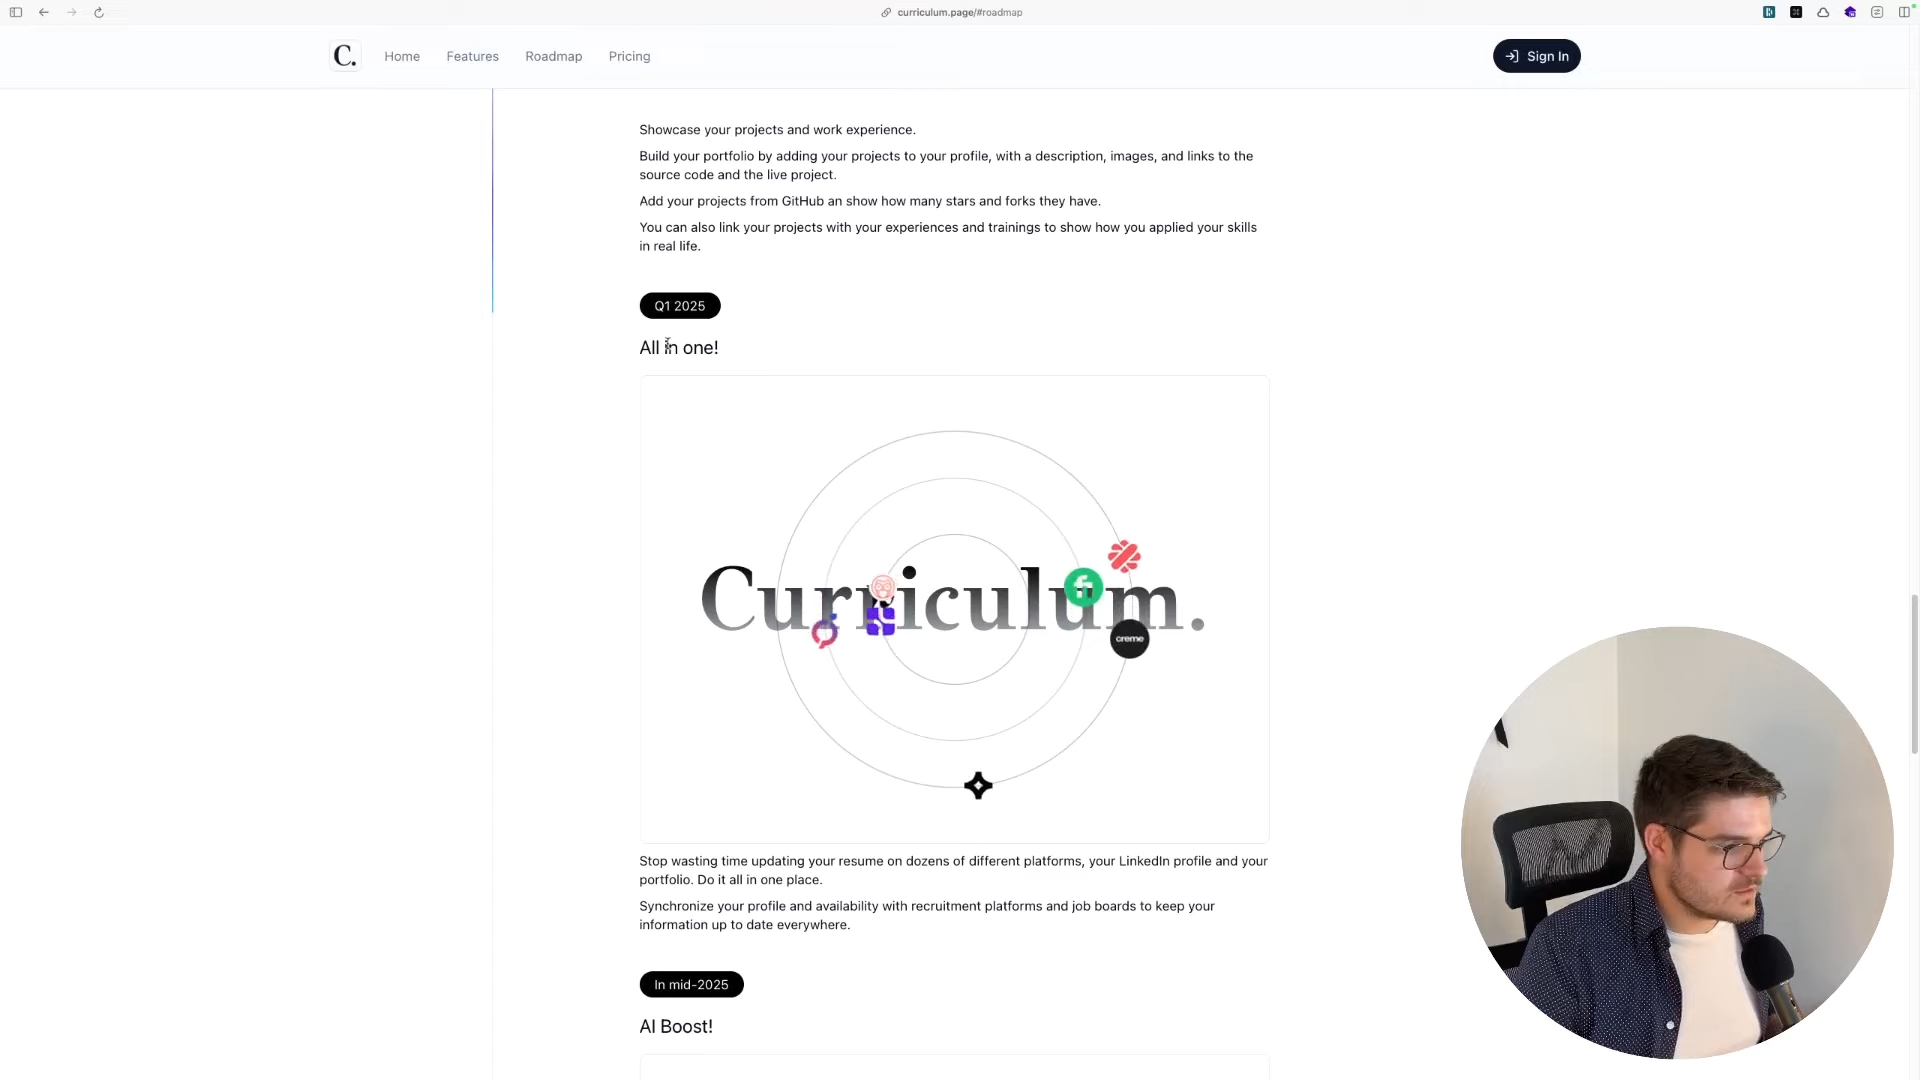 curriculum.page/#roadmap
C.
Home
Features
Roadmap
Pricing
Sign In
Showcase your projects and work experience.
Build your portfolio by adding your projects to your profile, with a description, images, and links to the
source code and the live project.
Add your projects from GitHub an show how many stars and forks they have.
You can also link your projects with your experiences and trainings to show how you applied your skills
in real life.
Q1 2025
All in one!
Curriculum.
fi
creme
Stop wasting time updating your resume on dozens of different platforms, your LinkedIn profile and your
portfolio. Do it all in one place.
Synchronize your profile and availability with recruitment platforms and job boards to keep your
information up to date everywhere.
In mid-2025
AI Boost!